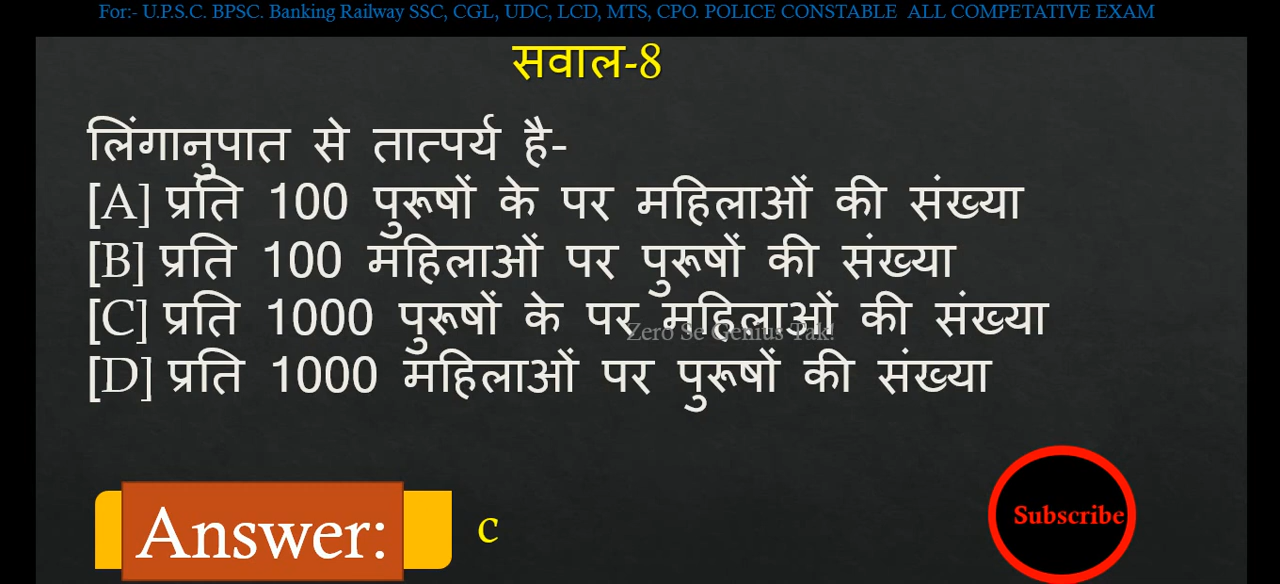 For:- U.P.S.C. BPSC. Banking Railway SSC, CGL, UDC, LCD, MTS, CPO. POLICE CONSTABLE ALL COMPETATIVE EXAM
सवाल-8
लिंगानुपात से तात्पर्य है-
[A] प्रति 100 पुरूषों के पर महिलाओं की संख्या
[B] प्रति 100 महिलाओं पर पुरूषों की संख्या
[C] प्रति 1000 पुरूषों के पर महिलाओं की संख्या
Zero Se Genius Tak!
[D] प्रति 1000 महिलाओं पर पुरूषों की संख्या
Answer: c
Subscribe